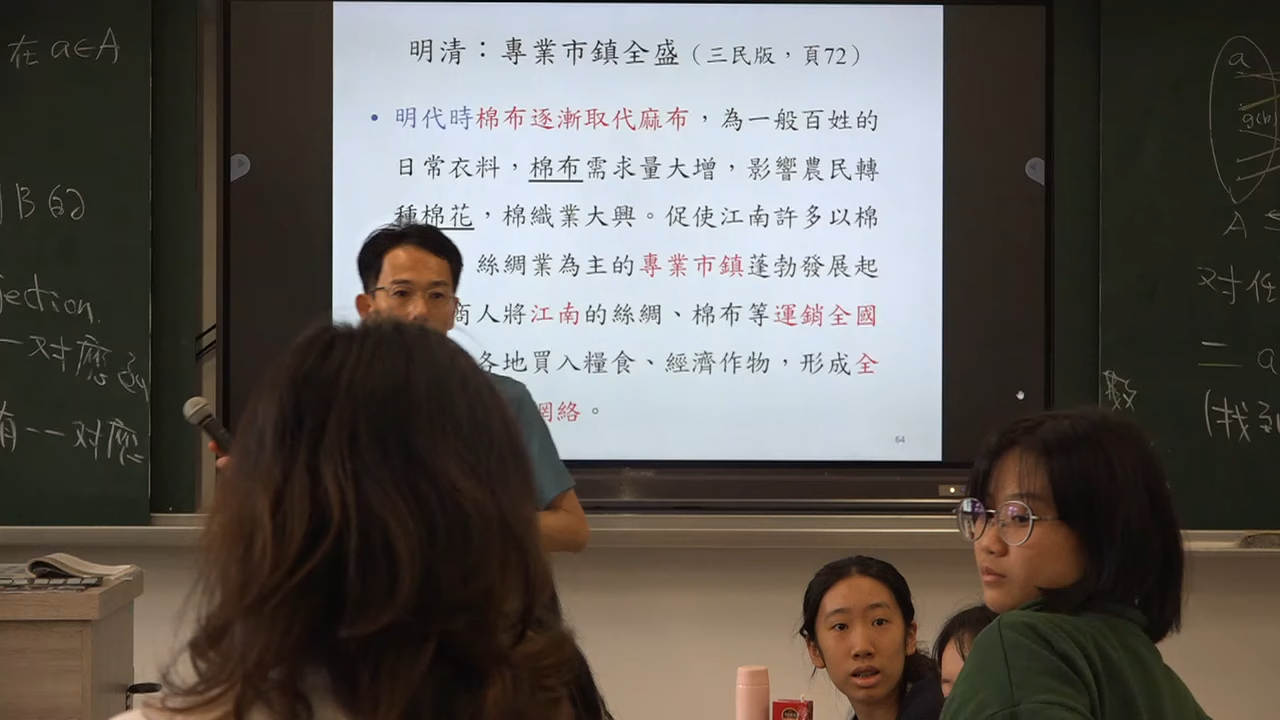 在 a∈A
B 的
jection.
一対應函
有一一対應
明清：專業市鎮全盛（三民版，頁72）
• 明代時棉布逐漸取代麻布，為一般百姓的
日常衣料，棉布需求量大增，影響農民轉
種棉花，棉織業大興。促使江南許多以棉
絲綢業為主的專業市鎮蓬勃發展起
商人將江南的絲綢、棉布等運銷全國
各地買入糧食、經濟作物，形成全
網絡。
64
a
g(b)
A
対任
二 a
(找到